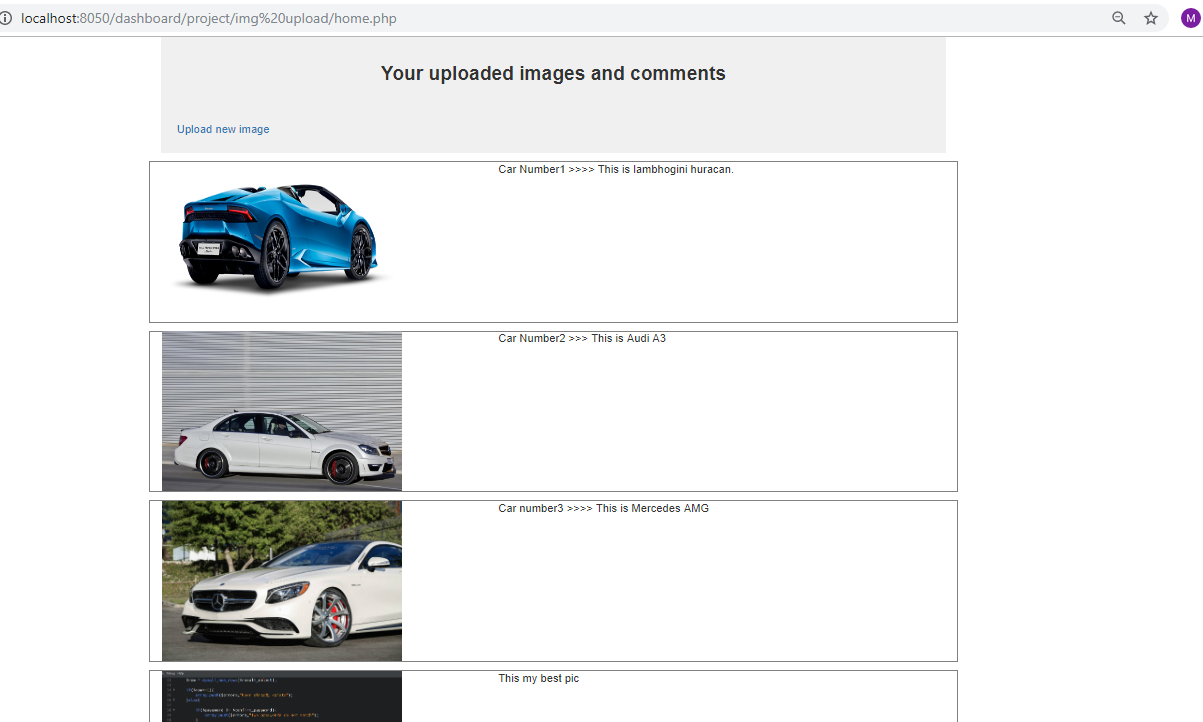 localhost:8050/dashboard/project/img%20upload/home.php
M
Your uploaded images and comments
Upload new image
Car Number1 >>>> This is lambhogini huracan.
Car Number2 >>> This is Audi A3
Car number3 >>>> This is Mercedes AMG
This my best pic